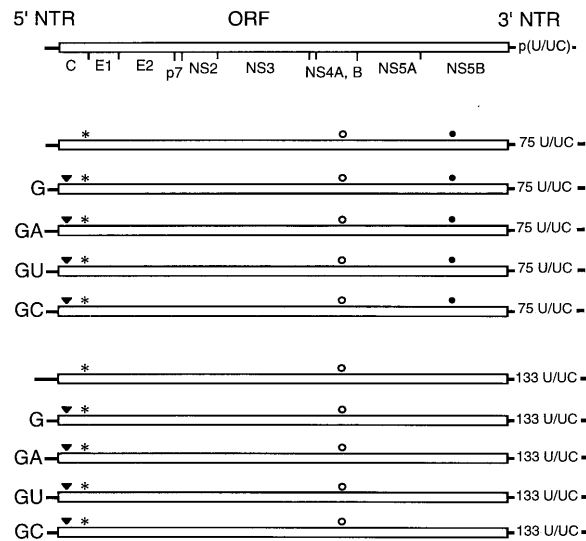 5' NTR ORF 3' NTR
p(U/UC)
C E1 E2 p7 NS2 NS3 NS4A, B NS5A NS5B
* 75 U/UC
G * 75 U/UC
GA * 75 U/UC
GU * 75 U/UC
GC * 75 U/UC
* 133 U/UC
G * 133 U/UC
GA * 133 U/UC
GU * 133 U/UC
GC * 133 U/UC